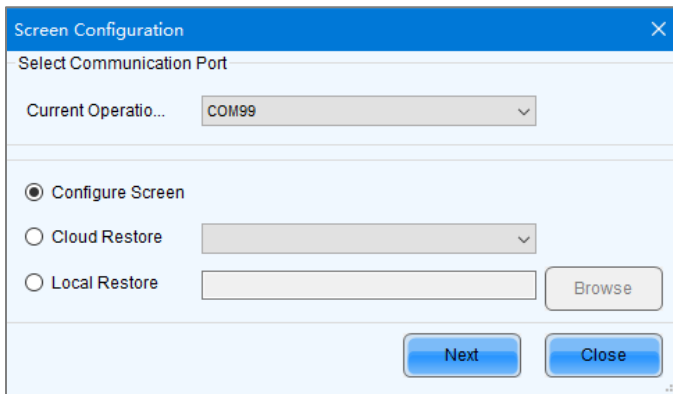 Screen Configuration
Select Communication Port
Current Operatio... COM99
Configure Screen
Cloud Restore
Local Restore Browse
Next Close